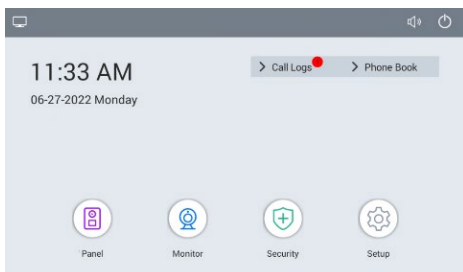 11:33 AM
> Call Logs
> Phone Book
06-27-2022 Monday
Panel
Monitor
Security
Setup